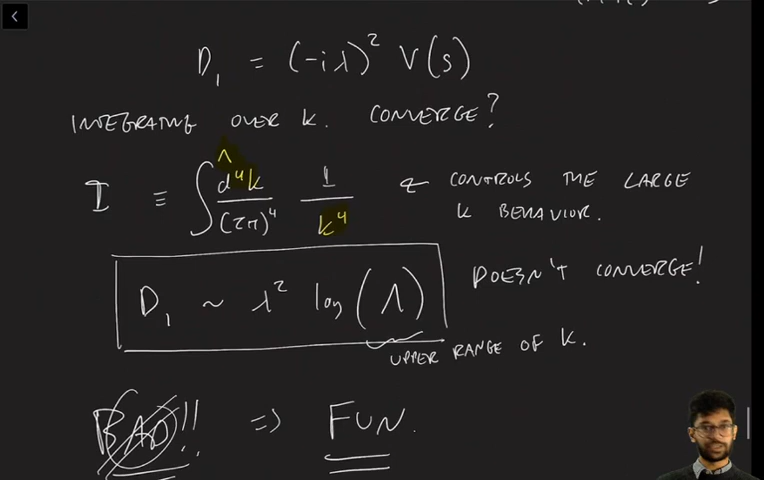 D₁ = (-iλ)² V(s)
INTEGRATING OVER K. CONVERGE?
I ≡ ∫^Λ d⁴k/(2π)⁴ 1/k⁴ ← CONTROLS THE LARGE
K BEHAVIOR.
D₁ ~ λ² log(Λ) DOESN'T CONVERGE!
UPPER RANGE OF K.
BAD!! => FUN.